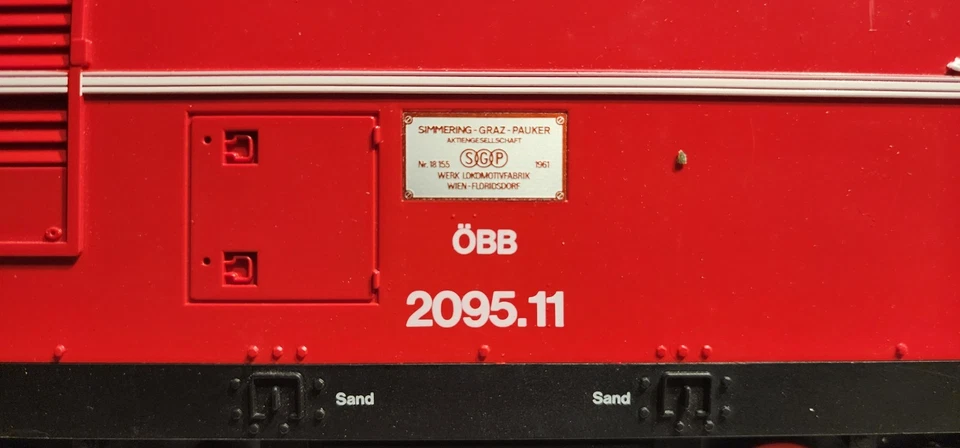 SIMMERING-GRAZ-PAUKER
AKTIENGESELLSCHAFT
Nr. 18 155 SGP 1961
WERK LOKOMOTIVFABRIK
WIEN-FLORIDSDORF
ÖBB
2095.11
Sand Sand